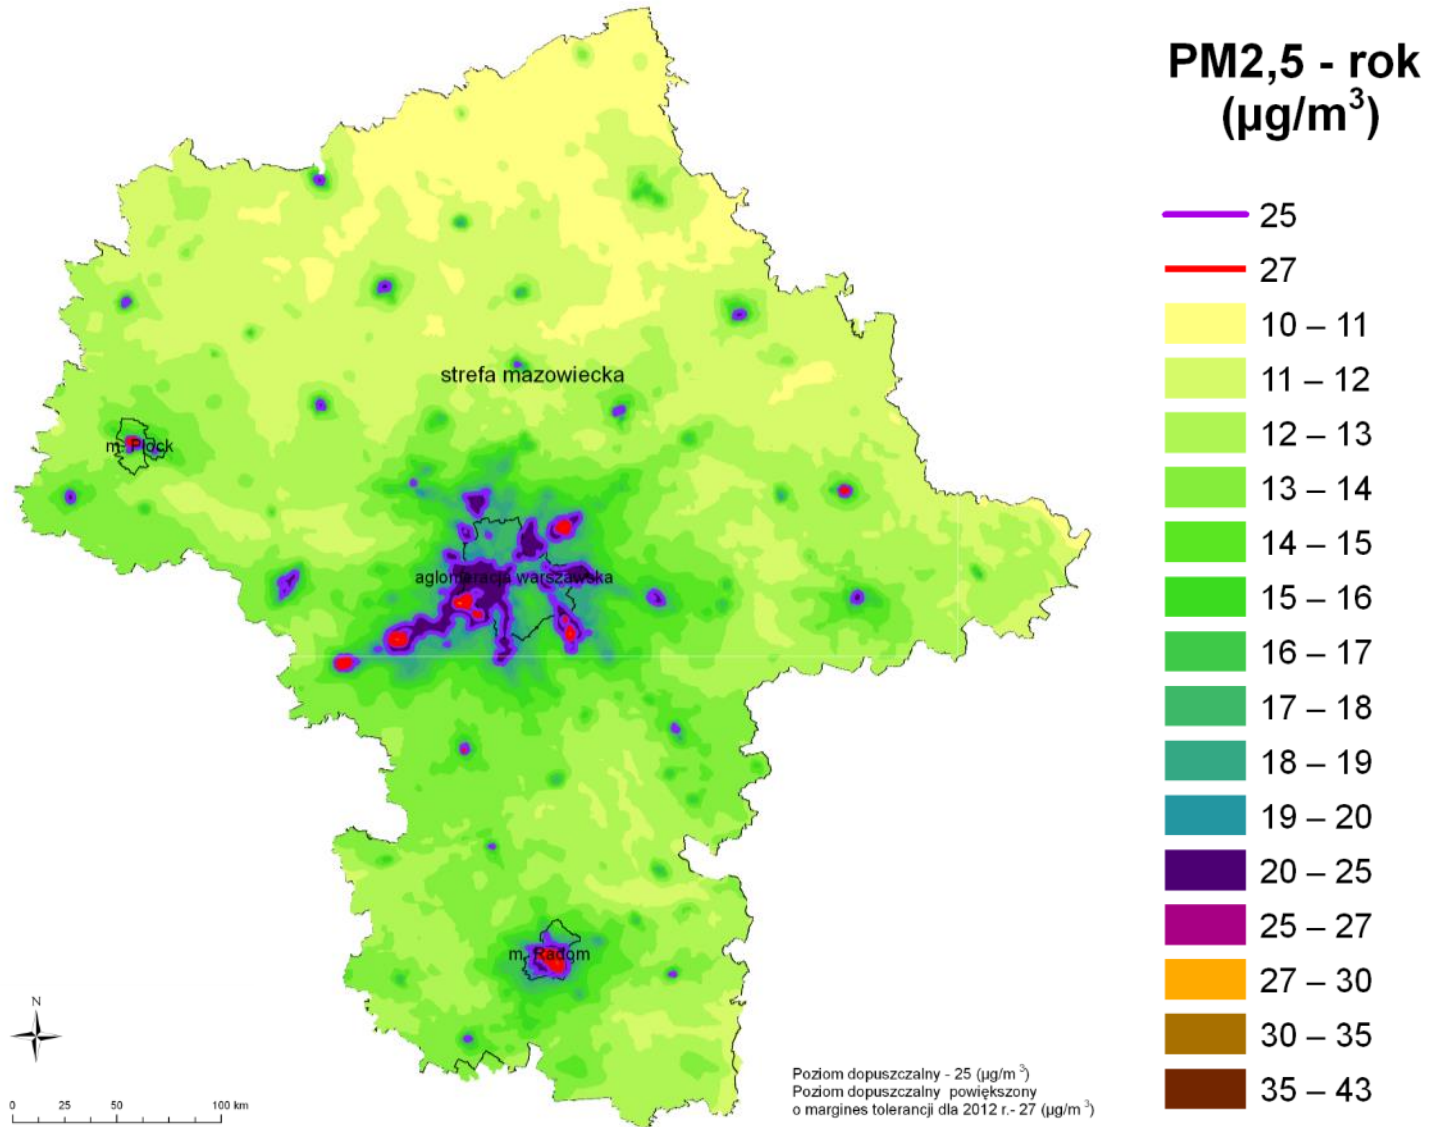 PM2,5 - rok
(µg/m³)
25
27
10 – 11
11 – 12
12 – 13
13 – 14
14 – 15
15 – 16
16 – 17
17 – 18
18 – 19
19 – 20
20 – 25
25 – 27
27 – 30
30 – 35
35 – 43
strefa mazowiecka
m. Płock
aglomeracja warszawska
m. Radom
N
0 25 50 100 km
Poziom dopuszczalny - 25 (µg/m³)
Poziom dopuszczalny powiększony
o margines tolerancji dla 2012 r.- 27 (µg/m³)